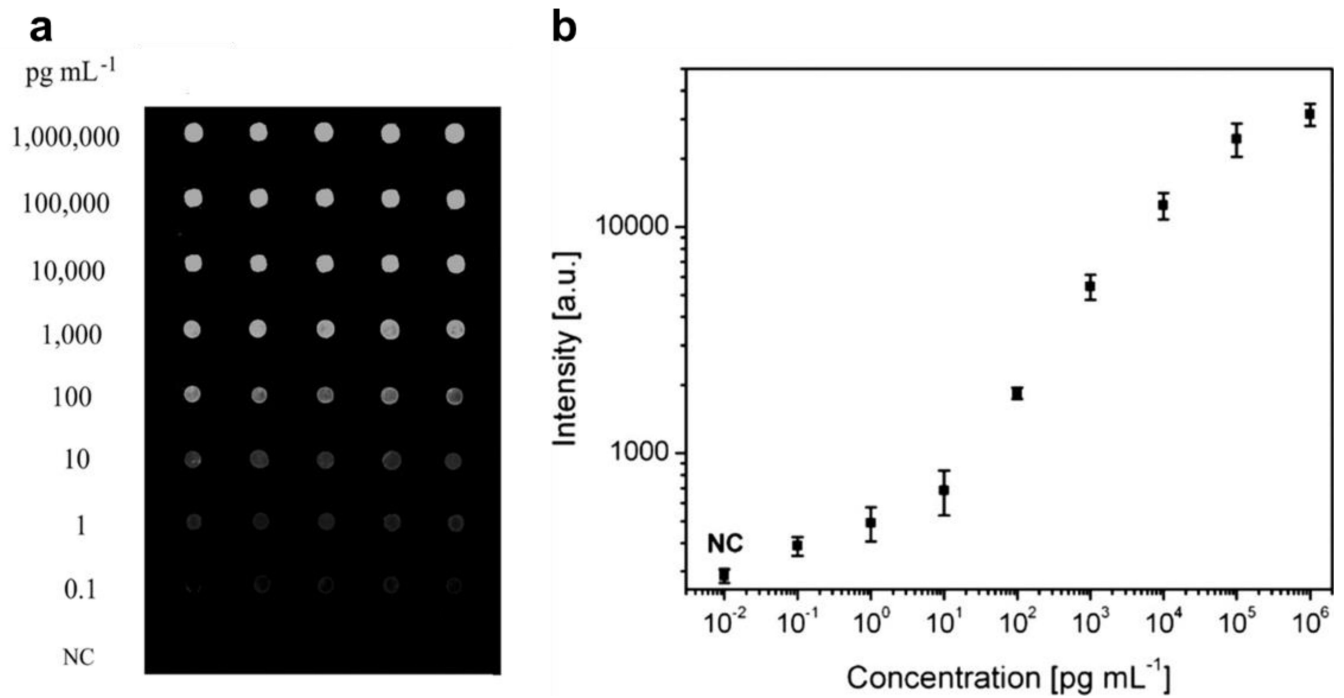 a
pg mL⁻¹
1,000,000
100,000
10,000
1,000
100
10
1
0.1
NC
b
Intensity [a.u.]
10000
1000
NC
10⁻² 10⁻¹ 10⁰ 10¹ 10² 10³ 10⁴ 10⁵ 10⁶
Concentration [pg mL⁻¹]